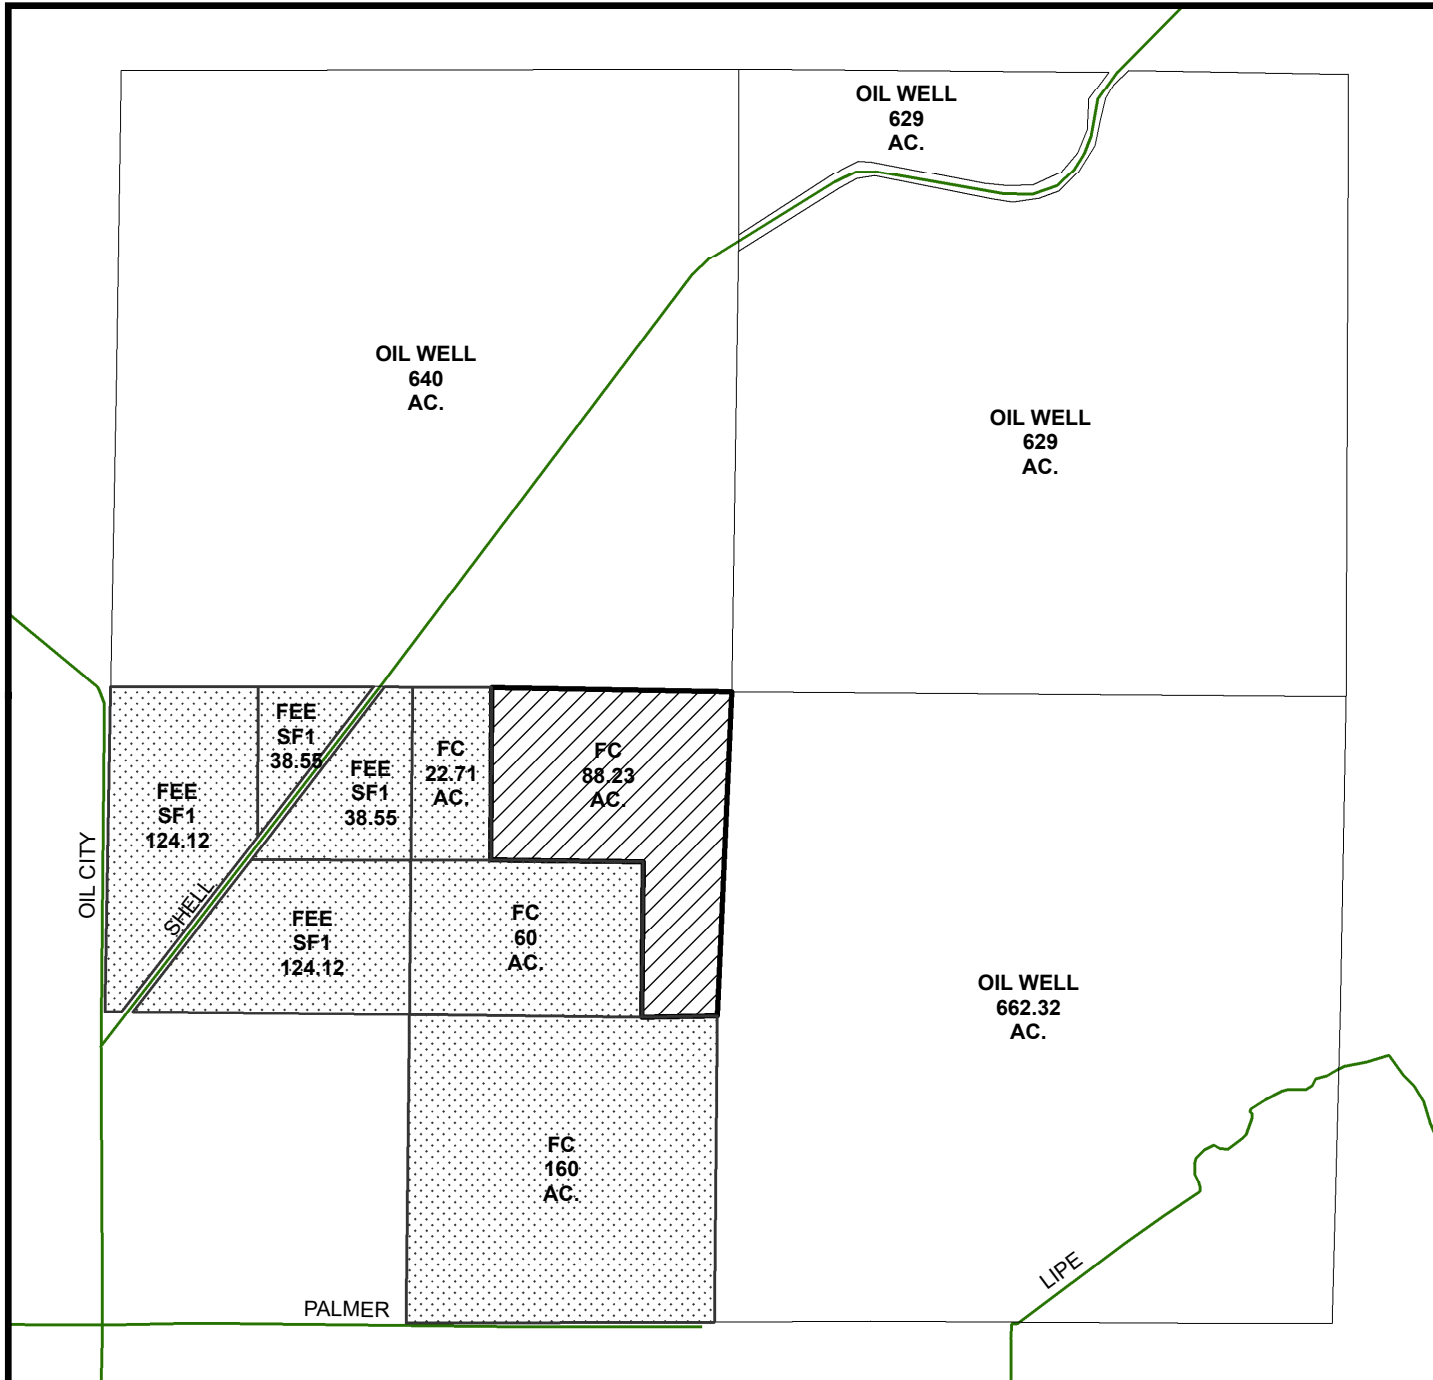 OIL WELL
629
AC.
OIL WELL
640
AC.
OIL WELL
629
AC.
FEE
SF1
38.55
FEE
SF1
38.55
FC
22.71
AC.
FC
88.23
AC.
FEE
SF1
124.12
OIL CITY
SHELL
FEE
SF1
124.12
FC
60
AC.
OIL WELL
662.32
AC.
FC
160
AC.
LIPE
PALMER